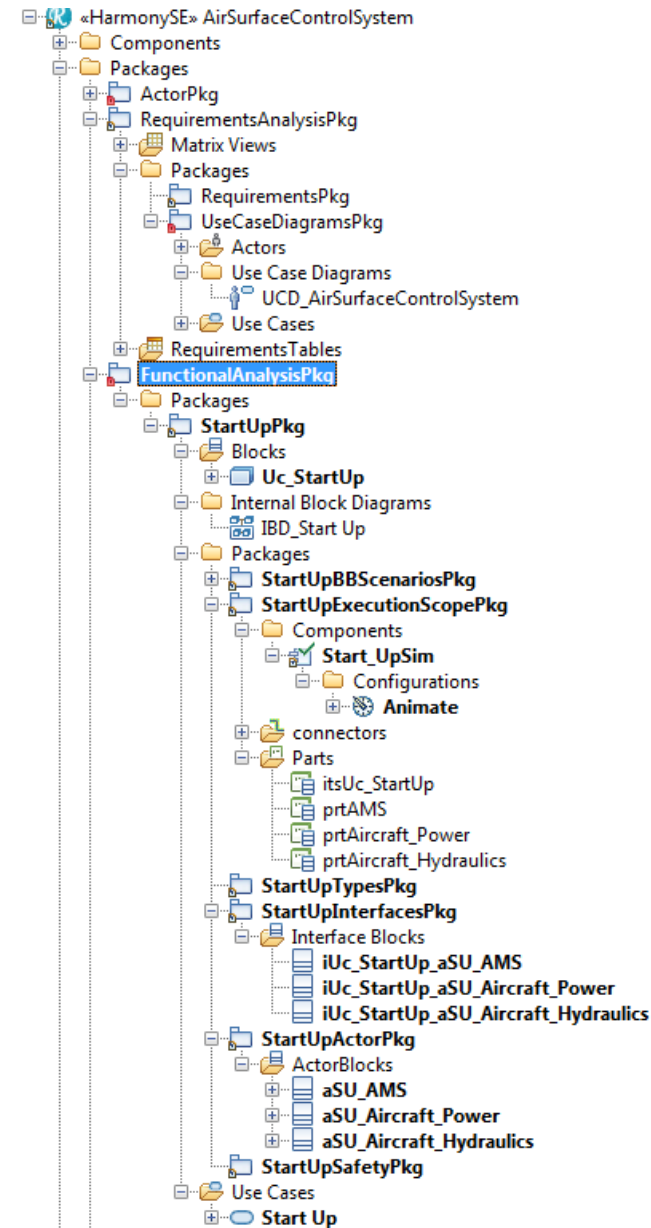 «HarmonySE» AirSurfaceControlSystem
Components
Packages
ActorPkg
RequirementsAnalysisPkg
Matrix Views
Packages
RequirementsPkg
UseCaseDiagramsPkg
Actors
Use Case Diagrams
UCD_AirSurfaceControlSystem
Use Cases
RequirementsTables
FunctionalAnalysisPkg
Packages
StartUpPkg
Blocks
Uc_StartUp
Internal Block Diagrams
IBD_Start Up
Packages
StartUpBBScenariosPkg
StartUpExecutionScopePkg
Components
Start_UpSim
Configurations
Animate
connectors
Parts
itsUc_StartUp
prtAMS
prtAircraft_Power
prtAircraft_Hydraulics
StartUpTypesPkg
StartUpInterfacesPkg
Interface Blocks
iUc_StartUp_aSU_AMS
iUc_StartUp_aSU_Aircraft_Power
iUc_StartUp_aSU_Aircraft_Hydraulics
StartUpActorPkg
ActorBlocks
aSU_AMS
aSU_Aircraft_Power
aSU_Aircraft_Hydraulics
StartUpSafetyPkg
Use Cases
Start Up